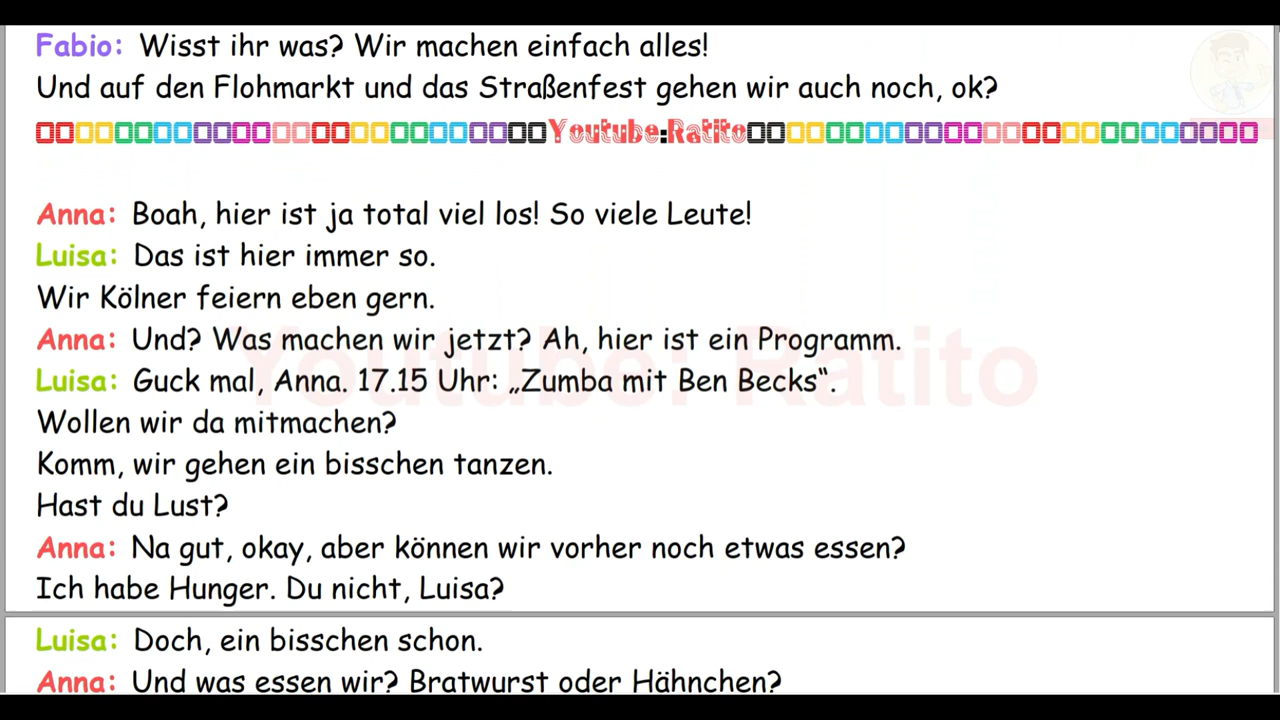 Fabio: Wisst ihr was? Wir machen einfach alles!
Und auf den Flohmarkt und das Straßenfest gehen wir auch noch, ok?
Youtube:Ratito
Anna: Boah, hier ist ja total viel los! So viele Leute!
Luisa: Das ist hier immer so.
Wir Kölner feiern eben gern.
Anna: Und? Was machen wir jetzt? Ah, hier ist ein Programm.
Youtube: Ratito
Luisa: Guck mal, Anna. 17.15 Uhr: „Zumba mit Ben Becks“.
Wollen wir da mitmachen?
Komm, wir gehen ein bisschen tanzen.
Hast du Lust?
Anna: Na gut, okay, aber können wir vorher noch etwas essen?
Ich habe Hunger. Du nicht, Luisa?
Luisa: Doch, ein bisschen schon.
Anna: Und was essen wir? Bratwurst oder Hähnchen?